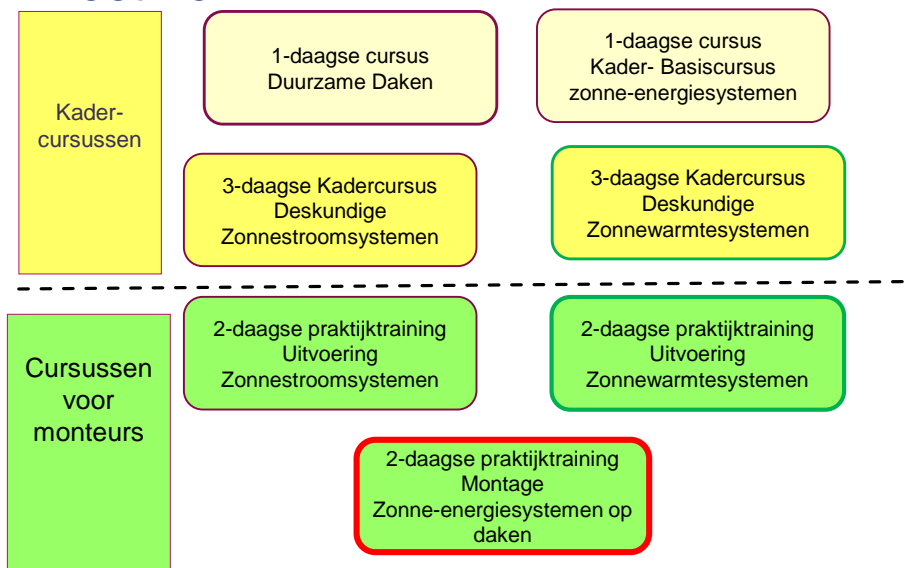 Kader-
cursussen
1-daagse cursus
Duurzame Daken
1-daagse cursus
Kader- Basiscursus
zonne-energiesystemen
3-daagse Kadercursus
Deskundige
Zonnestroomsystemen
3-daagse Kadercursus
Deskundige
Zonnewarmtesystemen
Cursussen
voor
monteurs
2-daagse praktijktraining
Uitvoering
Zonnestroomsystemen
2-daagse praktijktraining
Uitvoering
Zonnewarmtesystemen
2-daagse praktijktraining
Montage
Zonne-energiesystemen op
daken